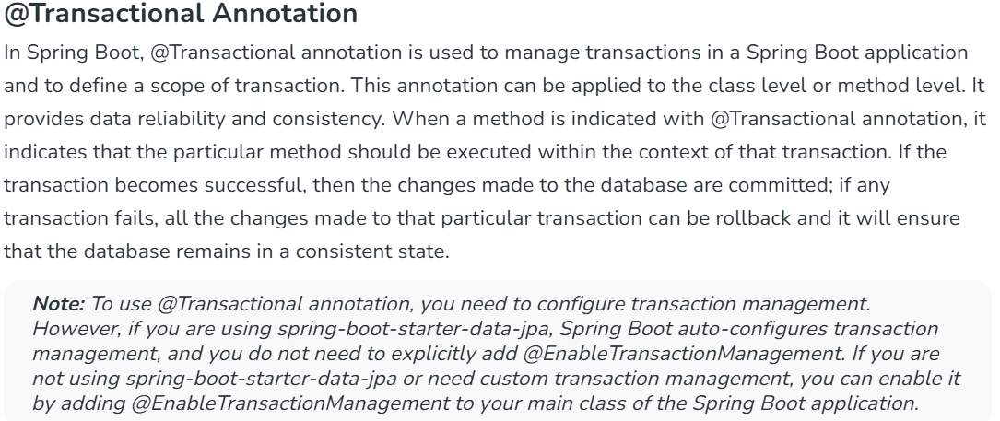 @Transactional Annotation
In Spring Boot, @Transactional annotation is used to manage transactions in a Spring Boot application
and to define a scope of transaction. This annotation can be applied to the class level or method level. It
provides data reliability and consistency. When a method is indicated with @Transactional annotation, it
indicates that the particular method should be executed within the context of that transaction. If the
transaction becomes successful, then the changes made to the database are committed; if any
transaction fails, all the changes made to that particular transaction can be rollback and it will ensure
that the database remains in a consistent state.
Note: To use @Transactional annotation, you need to configure transaction management.
However, if you are using spring-boot-starter-data-jpa, Spring Boot auto-configures transaction
management, and you do not need to explicitly add @EnableTransactionManagement. If you are
not using spring-boot-starter-data-jpa or need custom transaction management, you can enable it
by adding @EnableTransactionManagement to your main class of the Spring Boot application.